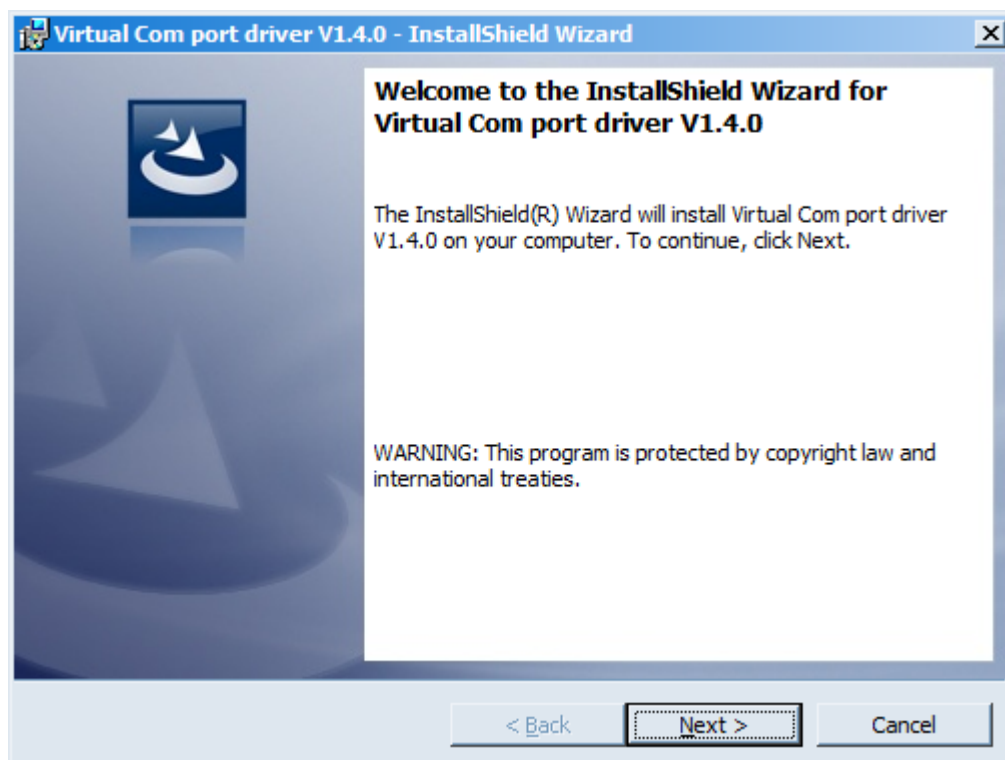 Virtual Com port driver V1.4.0 - InstallShield Wizard
Welcome to the InstallShield Wizard for
Virtual Com port driver V1.4.0
The InstallShield(R) Wizard will install Virtual Com port driver
V1.4.0 on your computer. To continue, click Next.
WARNING: This program is protected by copyright law and
international treaties.
< Back
Next >
Cancel